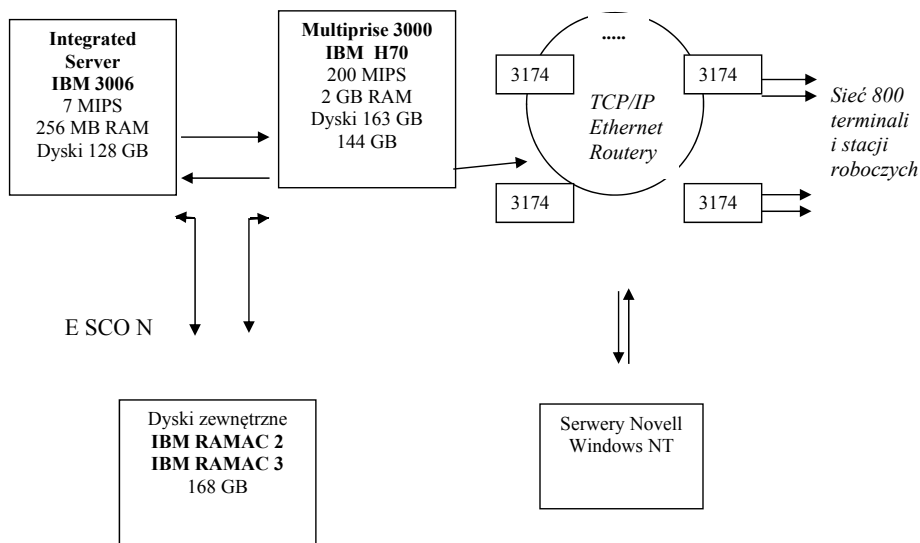 Integrated
Server
IBM 3006
7 MIPS
256 MB RAM
Dyski 128 GB
Multiprise 3000
IBM H70
200 MIPS
2 GB RAM
Dyski 163 GB
144 GB
.....
3174
3174
TCP/IP
Ethernet
Routery
3174
3174
Sieć 800
terminali
i stacji
roboczych
E SCO N
Dyski zewnętrzne
IBM RAMAC 2
IBM RAMAC 3
168 GB
Serwery Novell
Windows NT